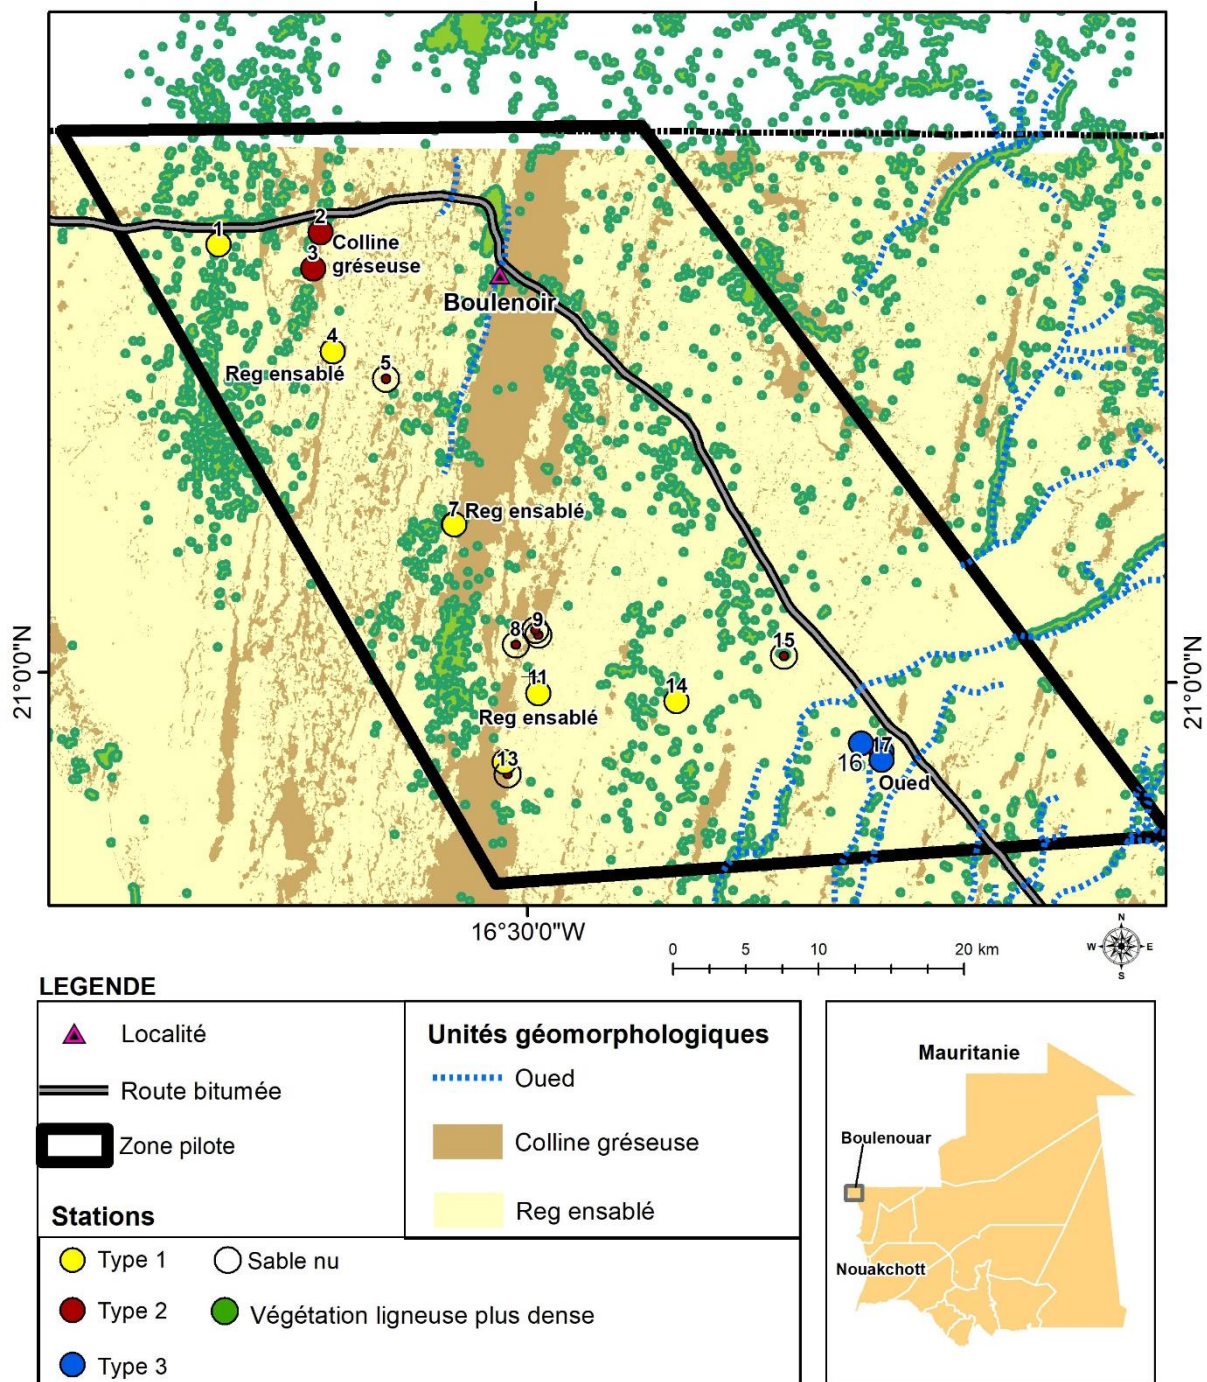 1
2
Colline
gréseuse
3
Boulenoir
4
Reg ensablé
5
7
Reg ensablé
9
8
15
21°0'0"N
21°0'0"N
11
14
Reg ensablé
17
16
13
Oued
16°30'0"W
0 5 10 20 km
N
W E
S
LEGENDE
Localité
Route bitumée
Zone pilote
Stations
Type 1
Type 2
Type 3
Sable nu
Végétation ligneuse plus dense
Unités géomorphologiques
Oued
Colline gréseuse
Reg ensablé
Mauritanie
Boulenouar
Nouakchott